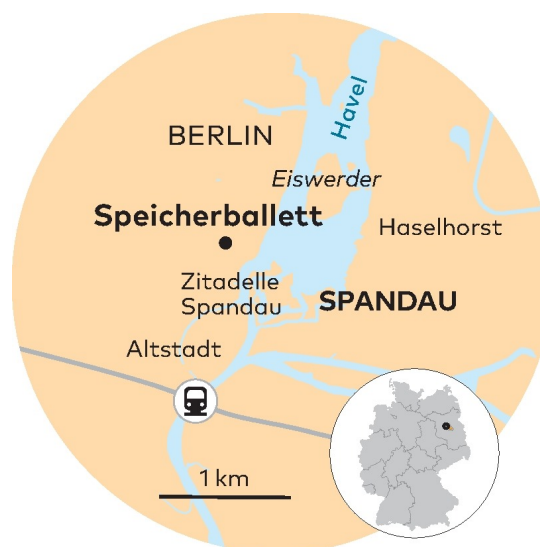 Havel
BERLIN
Eiswerder
Speicherballett
Haselhorst
Zitadelle
Spandau
SPANDAU
Altstadt
1 km